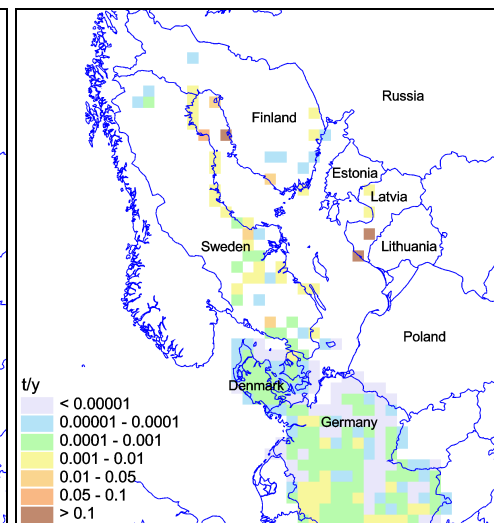 Russia
Finland
Estonia
Latvia
Sweden
Lithuania
Poland
t/y
Denmark
< 0.00001
Germany
0.00001 - 0.0001
0.0001 - 0.001
0.001 - 0.01
0.01 - 0.05
0.05 - 0.1
> 0.1